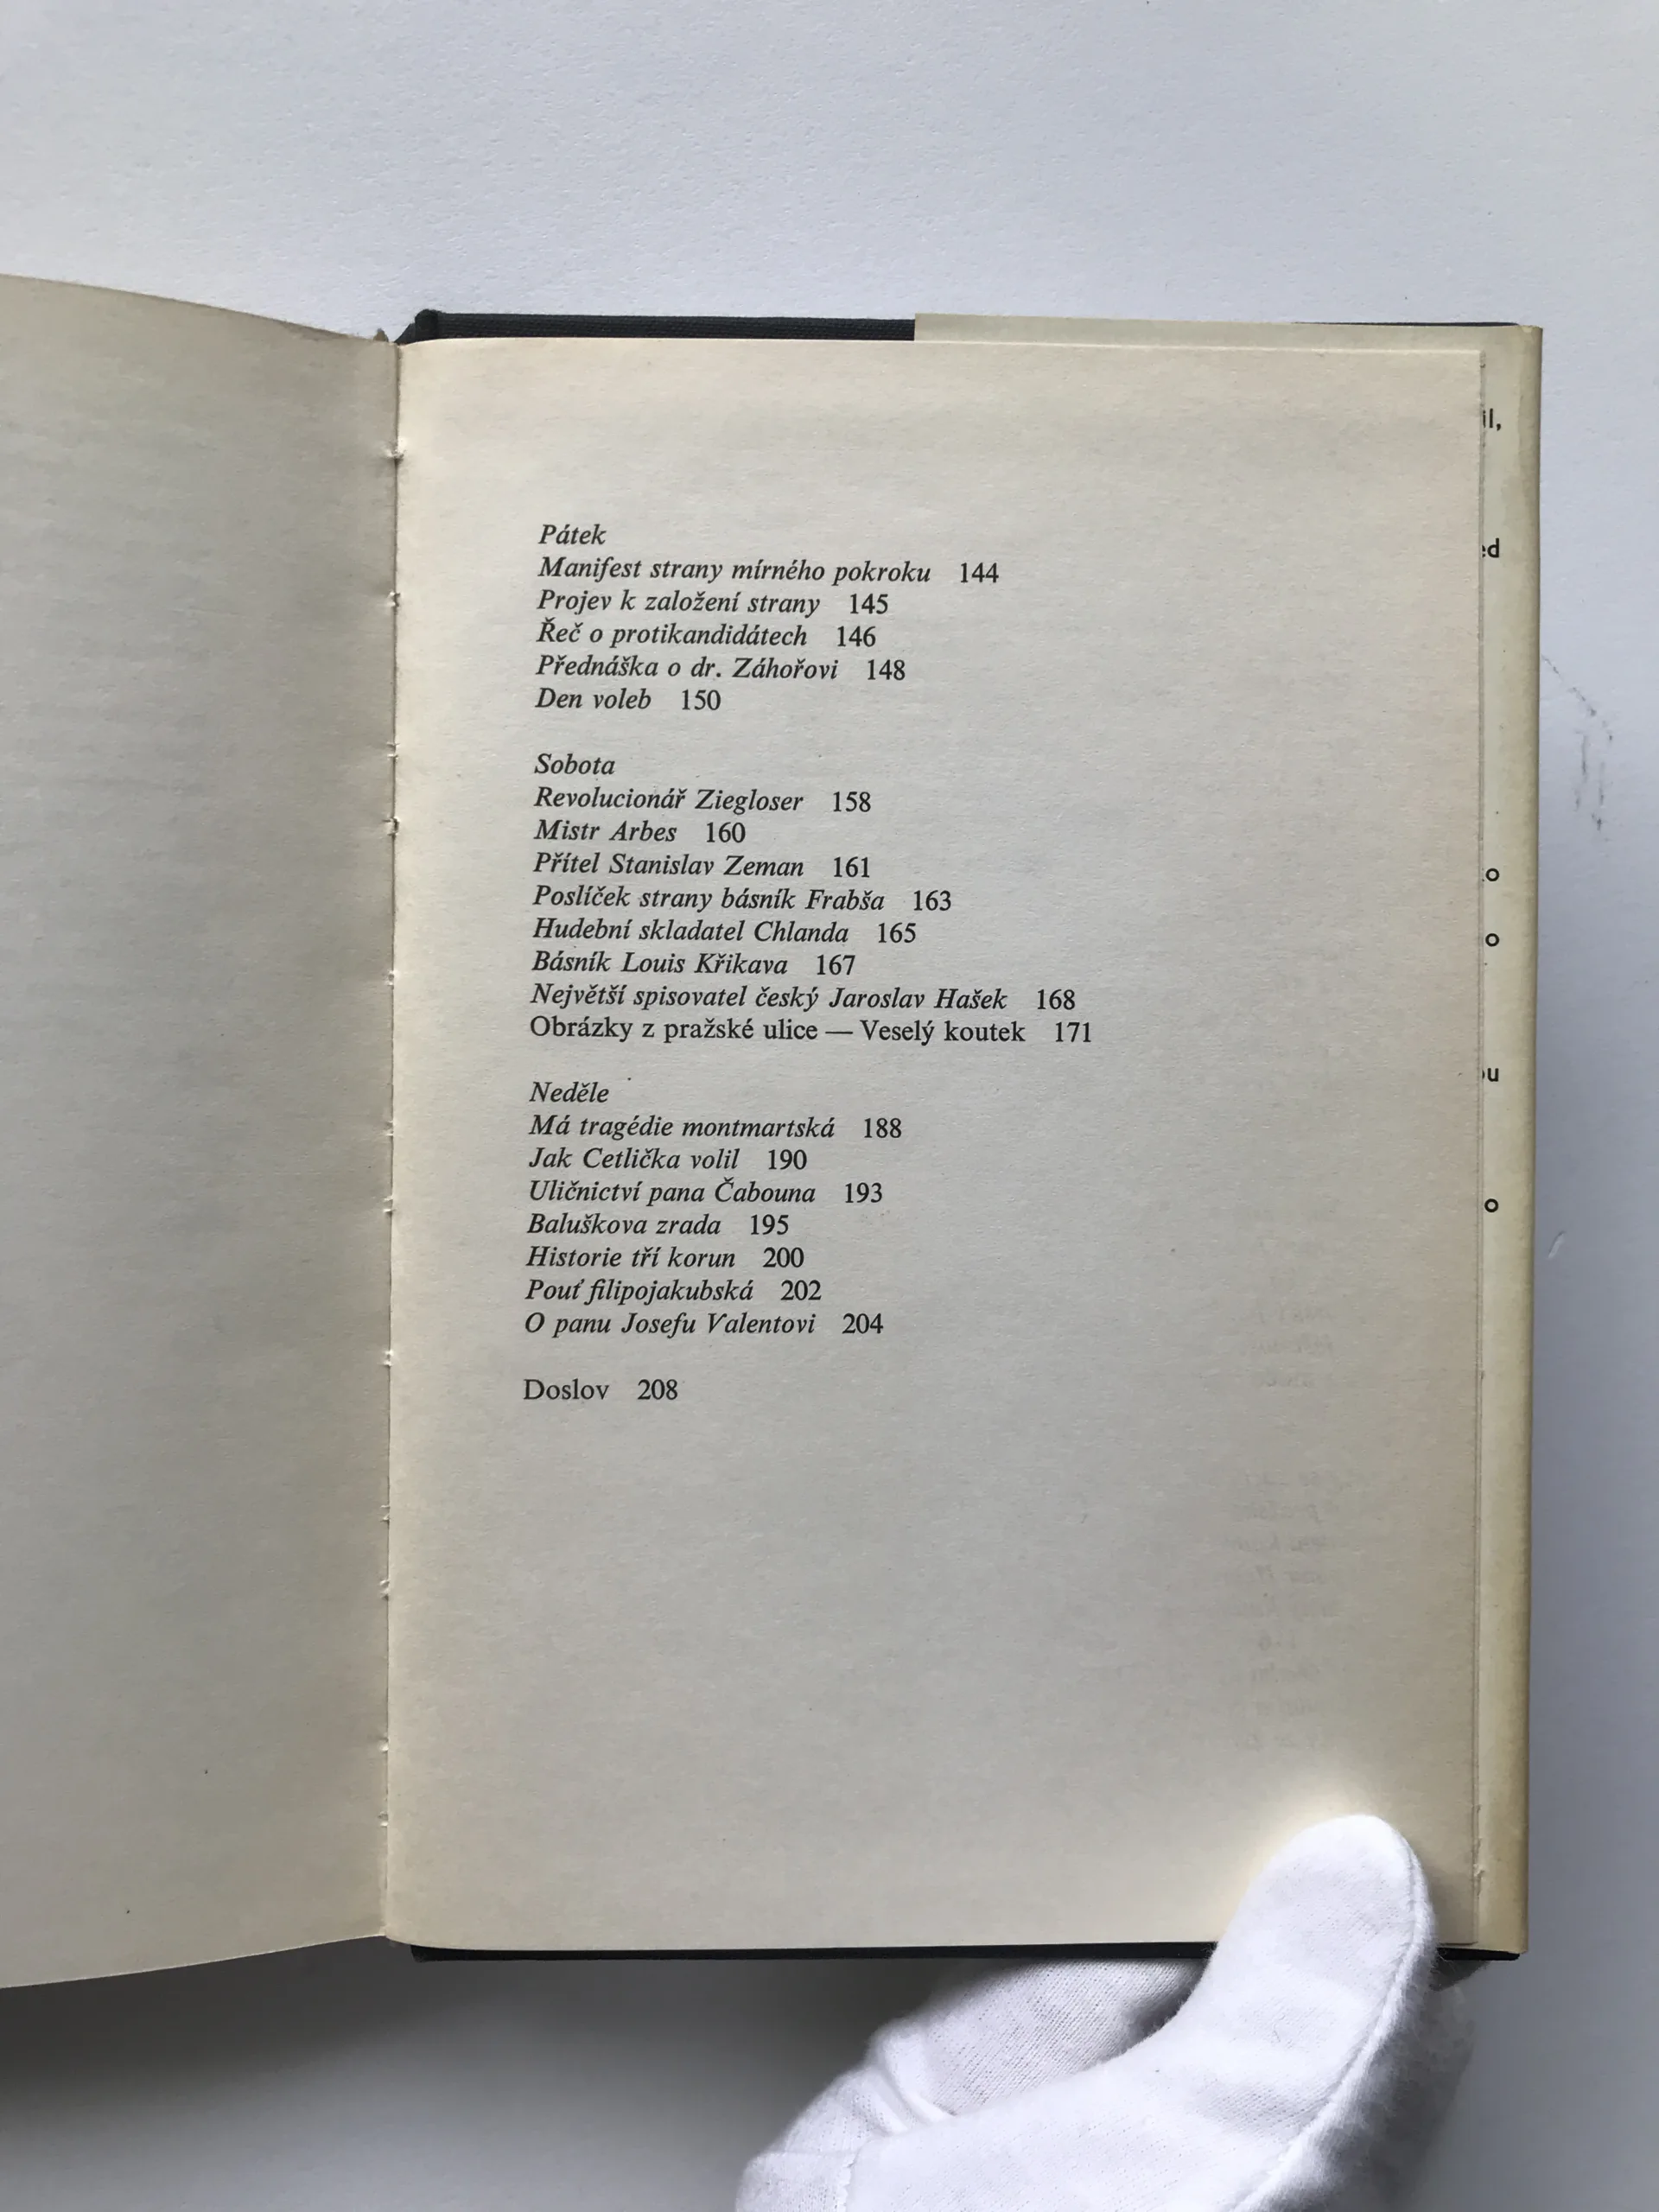 Pátek
Manifest strany mírného pokroku 144
Projev k založení strany 145
Řeč o protikandidátech 146
Přednáška o dr. Záhořovi 148
Den voleb 150
Sobota
Revolucionář Ziegloser 158
Mistr Arbes 160
Přítel Stanislav Zeman 161
Poslíček strany básník Frabša 163
Hudební skladatel Chlanda 165
Básník Louis Křikava 167
Největší spisovatel český Jaroslav Hašek 168
Obrázky z pražské ulice — Veselý koutek 171
Neděle
Má tragédie montmartská 188
Jak Cetlička volil 190
Uličnictví pana Čabouna 193
Baluškova zrada 195
Historie tří korun 200
Pouť filipojakubská 202
O panu Josefu Valentovi 204
Doslov 208